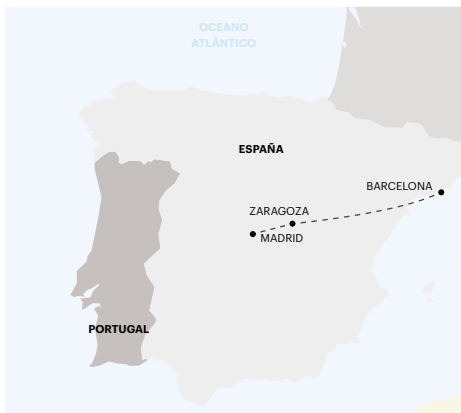 OCEANO
ATLÁNTICO
ESPAÑA
BARCELONA
ZARAGOZA
MADRID
PORTUGAL